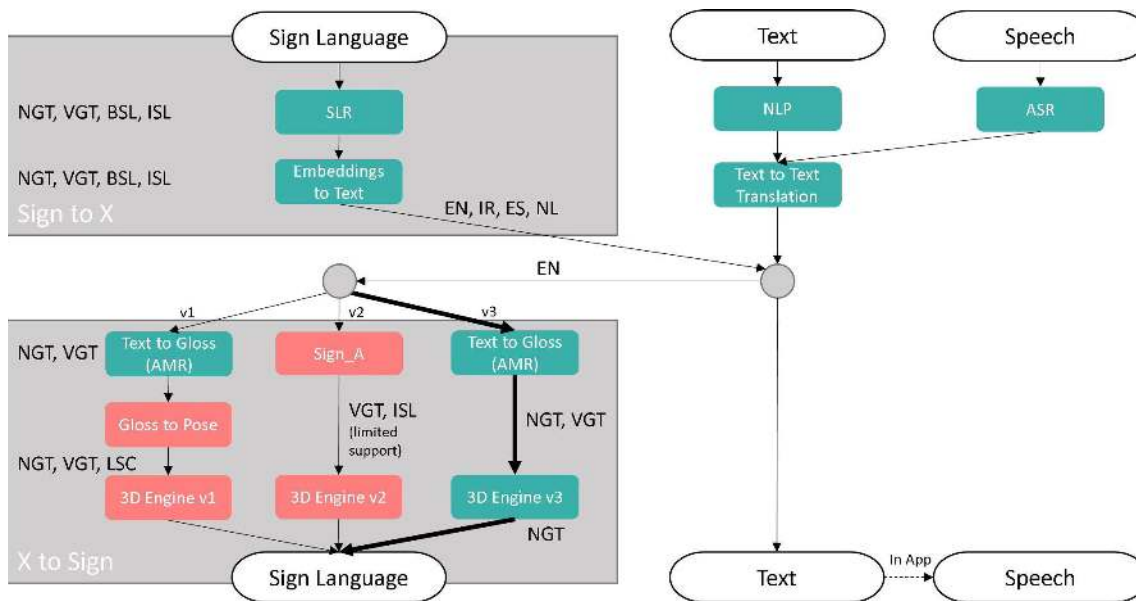 Sign Language
Text
Speech
NGT, VGT, BSL, ISL
SLR
NLP
ASR
NGT, VGT, BSL, ISL
Embeddings
to Text
Text to Text
Translation
Sign to X
EN, IR, ES, NL
EN
v1
v2
v3
NGT, VGT
Text to Gloss
(AMR)
Sign_A
Text to Gloss
(AMR)
Gloss to Pose
VGT, ISL
(limited
support)
NGT, VGT
NGT, VGT, LSC
3D Engine v1
3D Engine v2
3D Engine v3
NGT
X to Sign
Sign Language
Text
In App
Speech